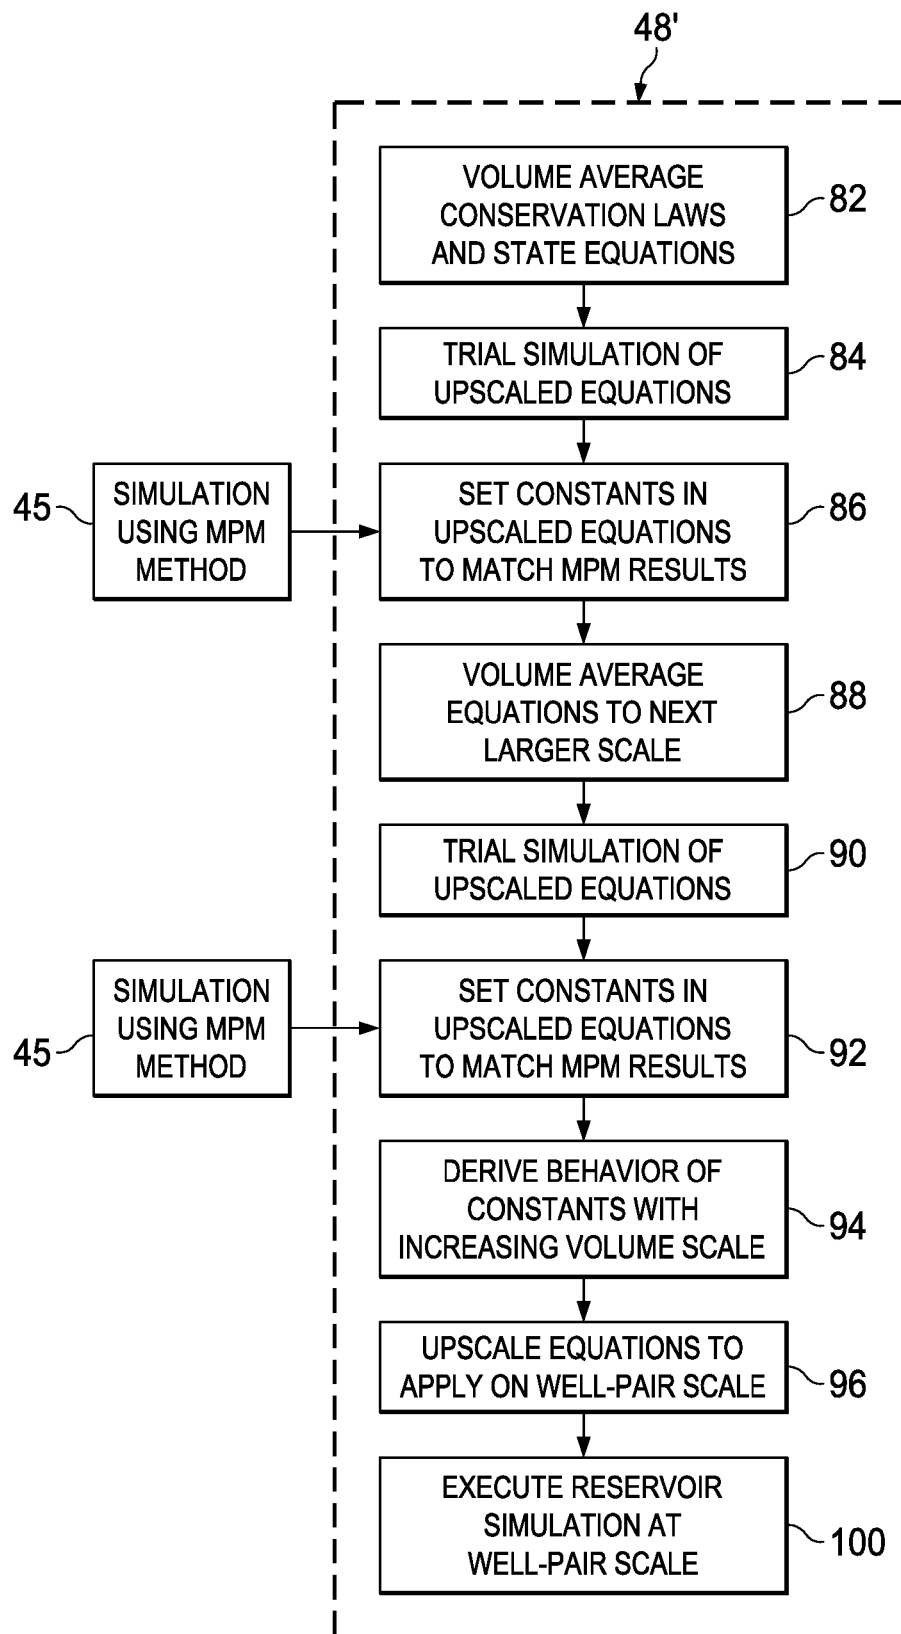 48'
VOLUME AVERAGE
CONSERVATION LAWS
AND STATE EQUATIONS
82
TRIAL SIMULATION OF
UPSCALED EQUATIONS
84
45
SIMULATION
USING MPM
METHOD
SET CONSTANTS IN
UPSCALED EQUATIONS
TO MATCH MPM RESULTS
86
VOLUME AVERAGE
EQUATIONS TO NEXT
LARGER SCALE
88
TRIAL SIMULATION OF
UPSCALED EQUATIONS
90
45
SIMULATION
USING MPM
METHOD
SET CONSTANTS IN
UPSCALED EQUATIONS
TO MATCH MPM RESULTS
92
DERIVE BEHAVIOR OF
CONSTANTS WITH
INCREASING VOLUME SCALE
94
UPSCALE EQUATIONS TO
APPLY ON WELL-PAIR SCALE
96
EXECUTE RESERVOIR
SIMULATION AT
WELL-PAIR SCALE
100